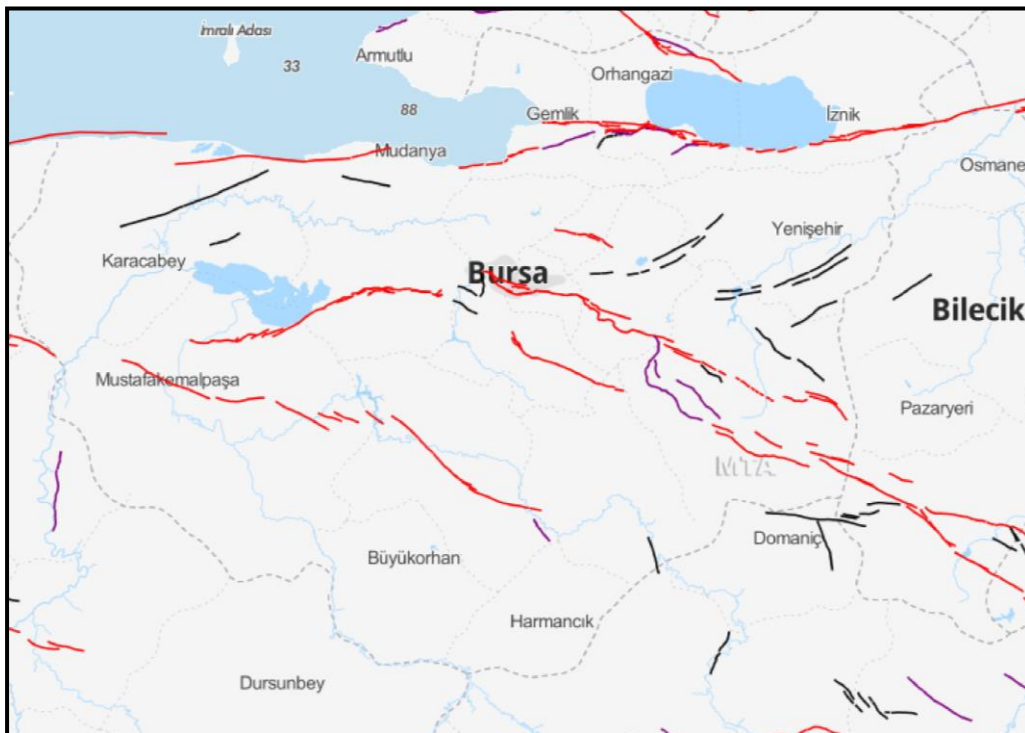 İmralı Adası
33
Armutlu
88
Orhangazi
Gemlik
İznik
Mudanya
Osmane
Yenişehir
Karacabey
Bursa
Bilecik
Mustafakemalpaşa
Pazaryeri
MTA
Domaniç
Büyükorhan
Harmancık
Dursunbey